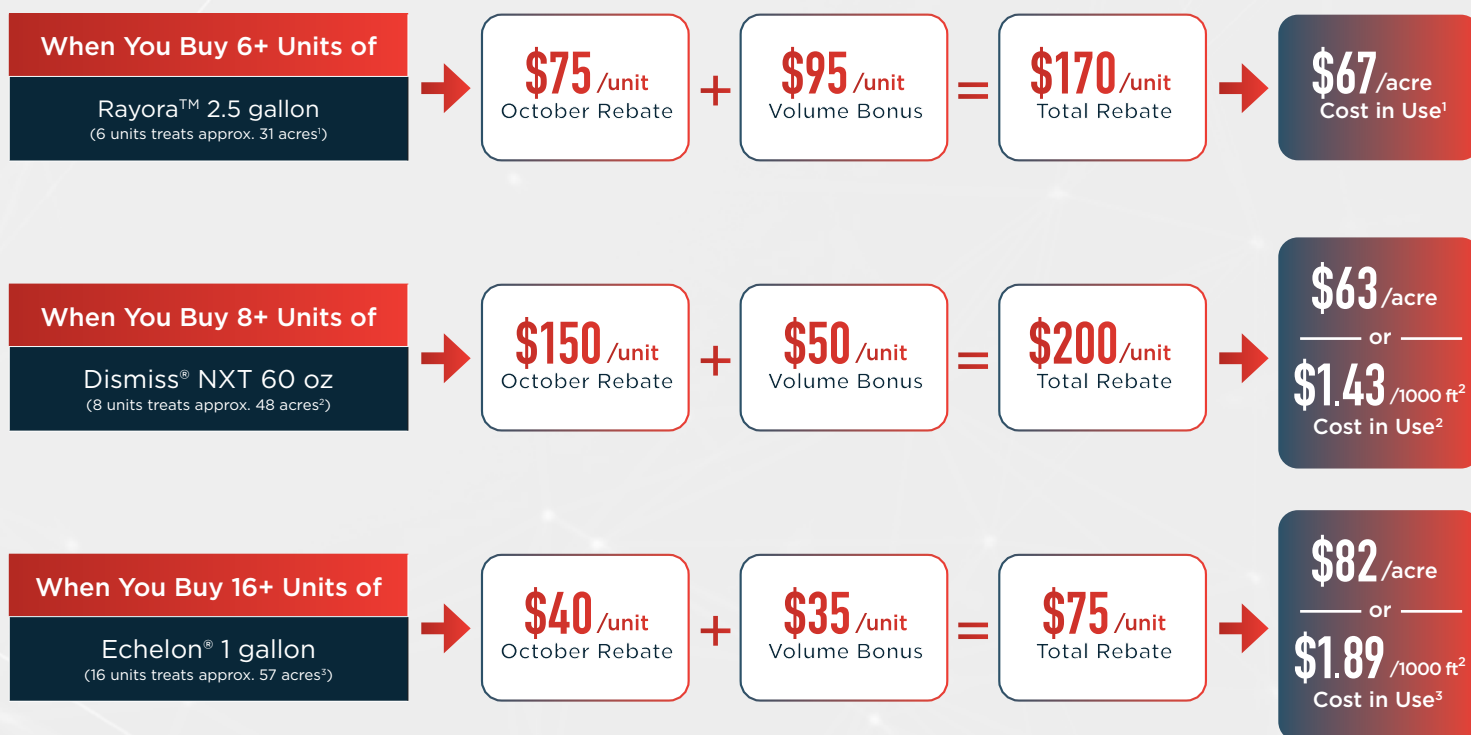 When You Buy 6+ Units of
Rayora™ 2.5 gallon
(6 units treats approx. 31 acres¹)
$75 /unit
October Rebate
+
$95 /unit
Volume Bonus
=
$170 /unit
Total Rebate
$67 /acre
Cost in Use¹
When You Buy 8+ Units of
Dismiss® NXT 60 oz
(8 units treats approx. 48 acres²)
$150 /unit
October Rebate
+
$50 /unit
Volume Bonus
=
$200 /unit
Total Rebate
$63 /acre
or
$1.43 /1000 ft²
Cost in Use²
When You Buy 16+ Units of
Echelon® 1 gallon
(16 units treats approx. 57 acres³)
$40 /unit
October Rebate
+
$35 /unit
Volume Bonus
=
$75 /unit
Total Rebate
$82 /acre
or
$1.89 /1000 ft²
Cost in Use³